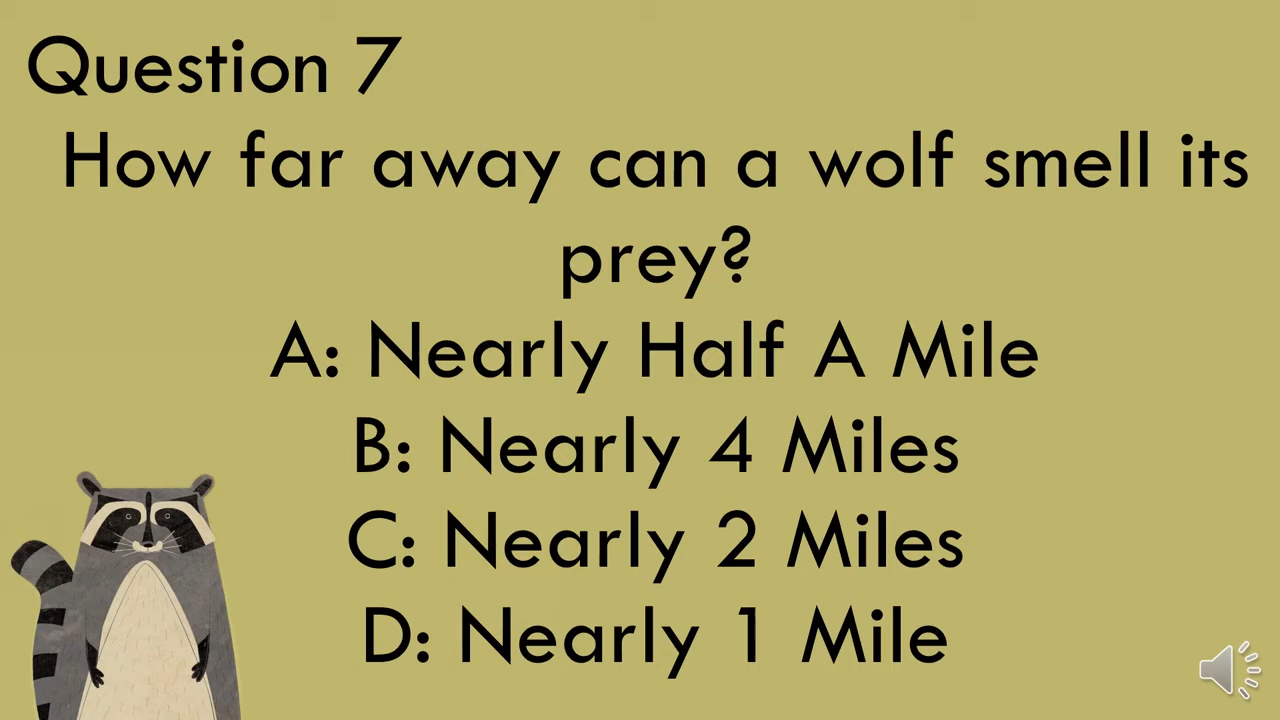 Question 7
How far away can a wolf smell its
prey?
A: Nearly Half A Mile
B: Nearly 4 Miles
C: Nearly 2 Miles
D: Nearly 1 Mile